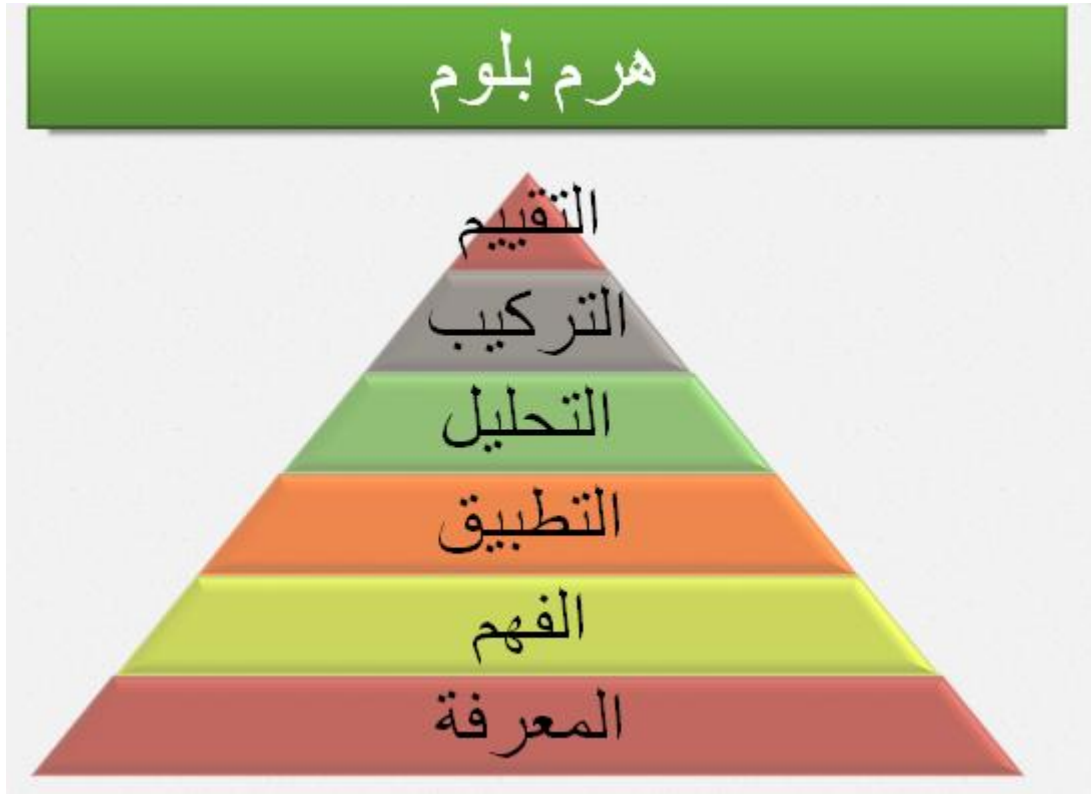 هرم بلوم
التقييم
التركيب
التحليل
التطبيق
الفهم
المعرفة